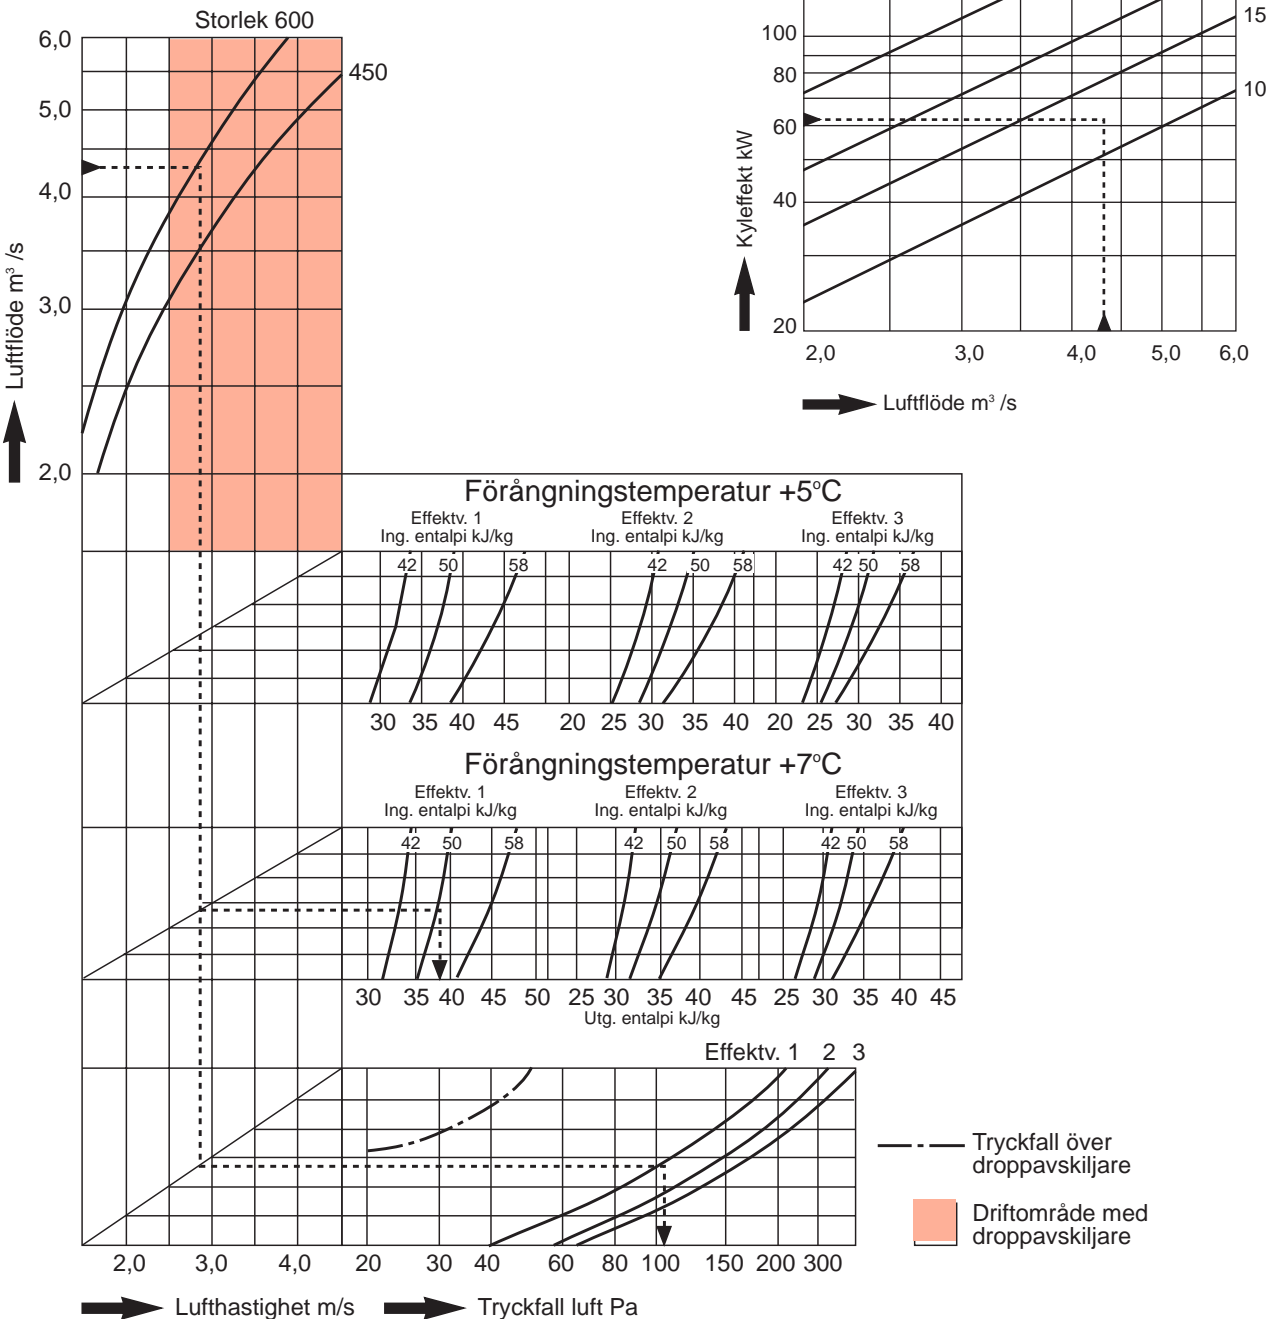 Storlek 600
6,0
5,0
4,0
3,0
2,0
450
Luftflöde m³ /s
100
80
60
40
20
15
10
Kyleffekt kW
2,0 3,0 4,0 5,0 6,0
Luftflöde m³ /s
Förångningstemperatur +5°C
Effektv. 1 Effektv. 2 Effektv. 3
Ing. entalpi kJ/kg Ing. entalpi kJ/kg Ing. entalpi kJ/kg
42 50 58 42 50 58 42 50 58
30 35 40 45 20 25 30 35 40 20 25 30 35 40
Förångningstemperatur +7°C
Effektv. 1 Effektv. 2 Effektv. 3
Ing. entalpi kJ/kg Ing. entalpi kJ/kg Ing. entalpi kJ/kg
42 50 58 42 50 58 42 50 58
30 35 40 45 50 25 30 35 40 45 25 30 35 40 45
Utg. entalpi kJ/kg
Effektv. 1 2 3
2,0 3,0 4,0 20 30 40 60 80 100 150 200 300
Lufthastighet m/s Tryckfall luft Pa
Tryckfall över
droppavskiljare
Driftområde med
droppavskiljare